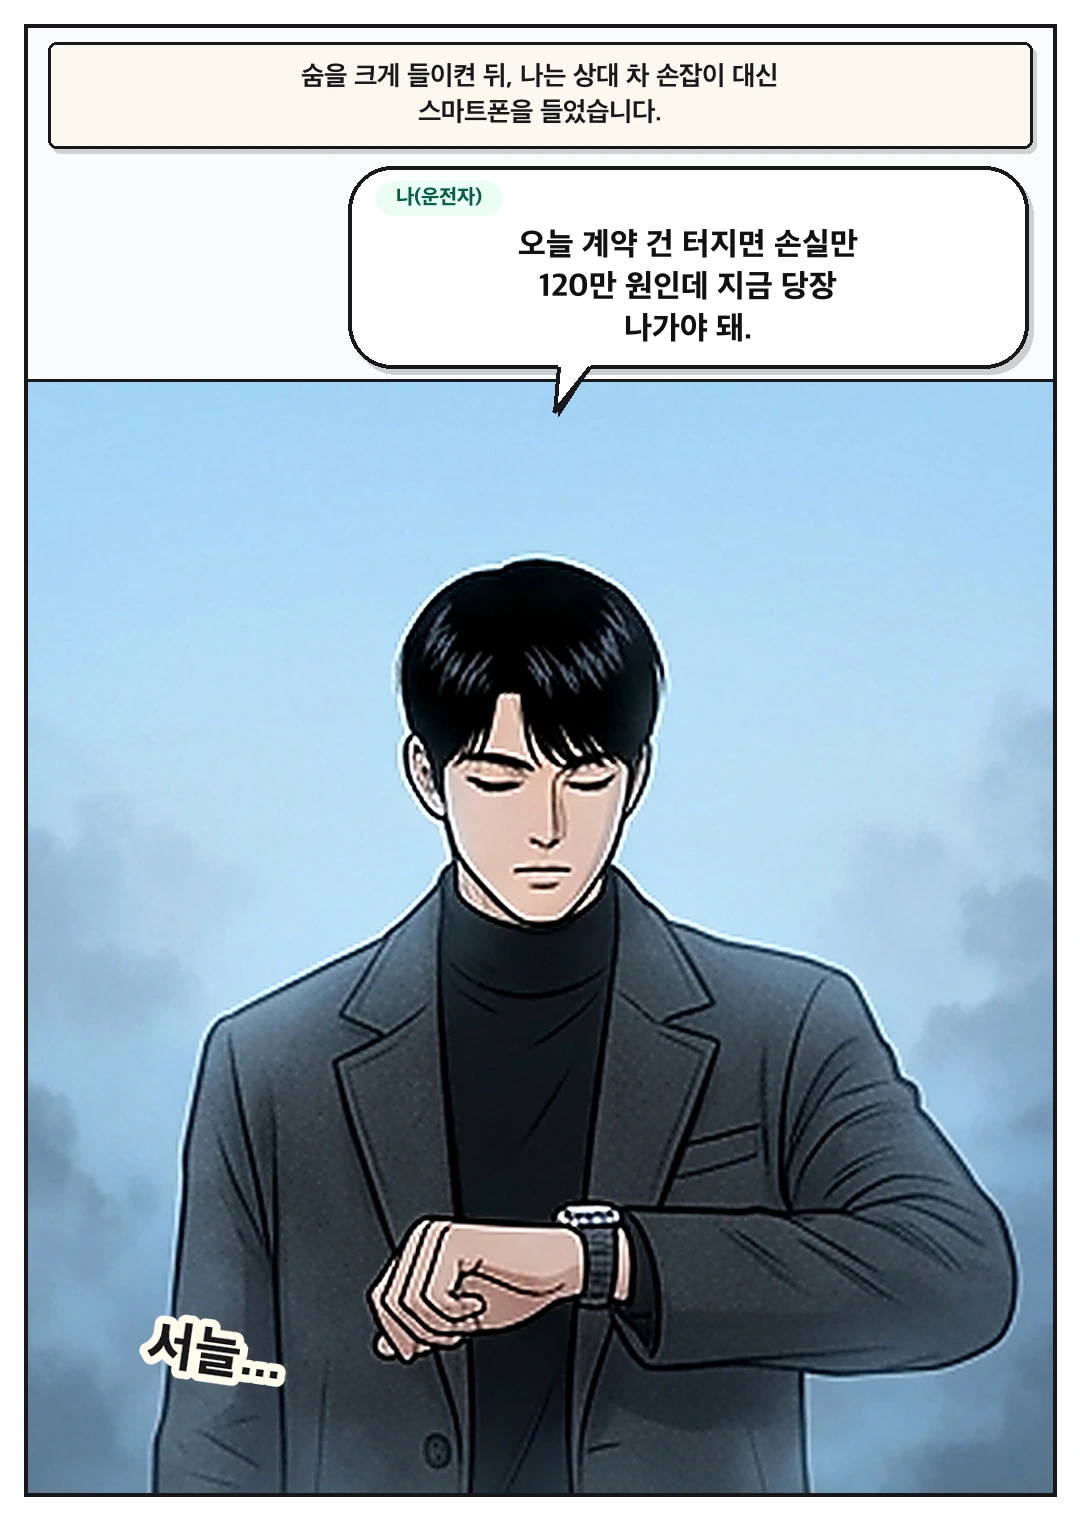 숨을 크게 들이켠 뒤, 나는 상대 차 손잡이 대신
스마트폰을 들었습니다.
나(운전자)
오늘 계약 건 터지면 손실만
120만 원인데 지금 당장
나가야 돼.
서늘...